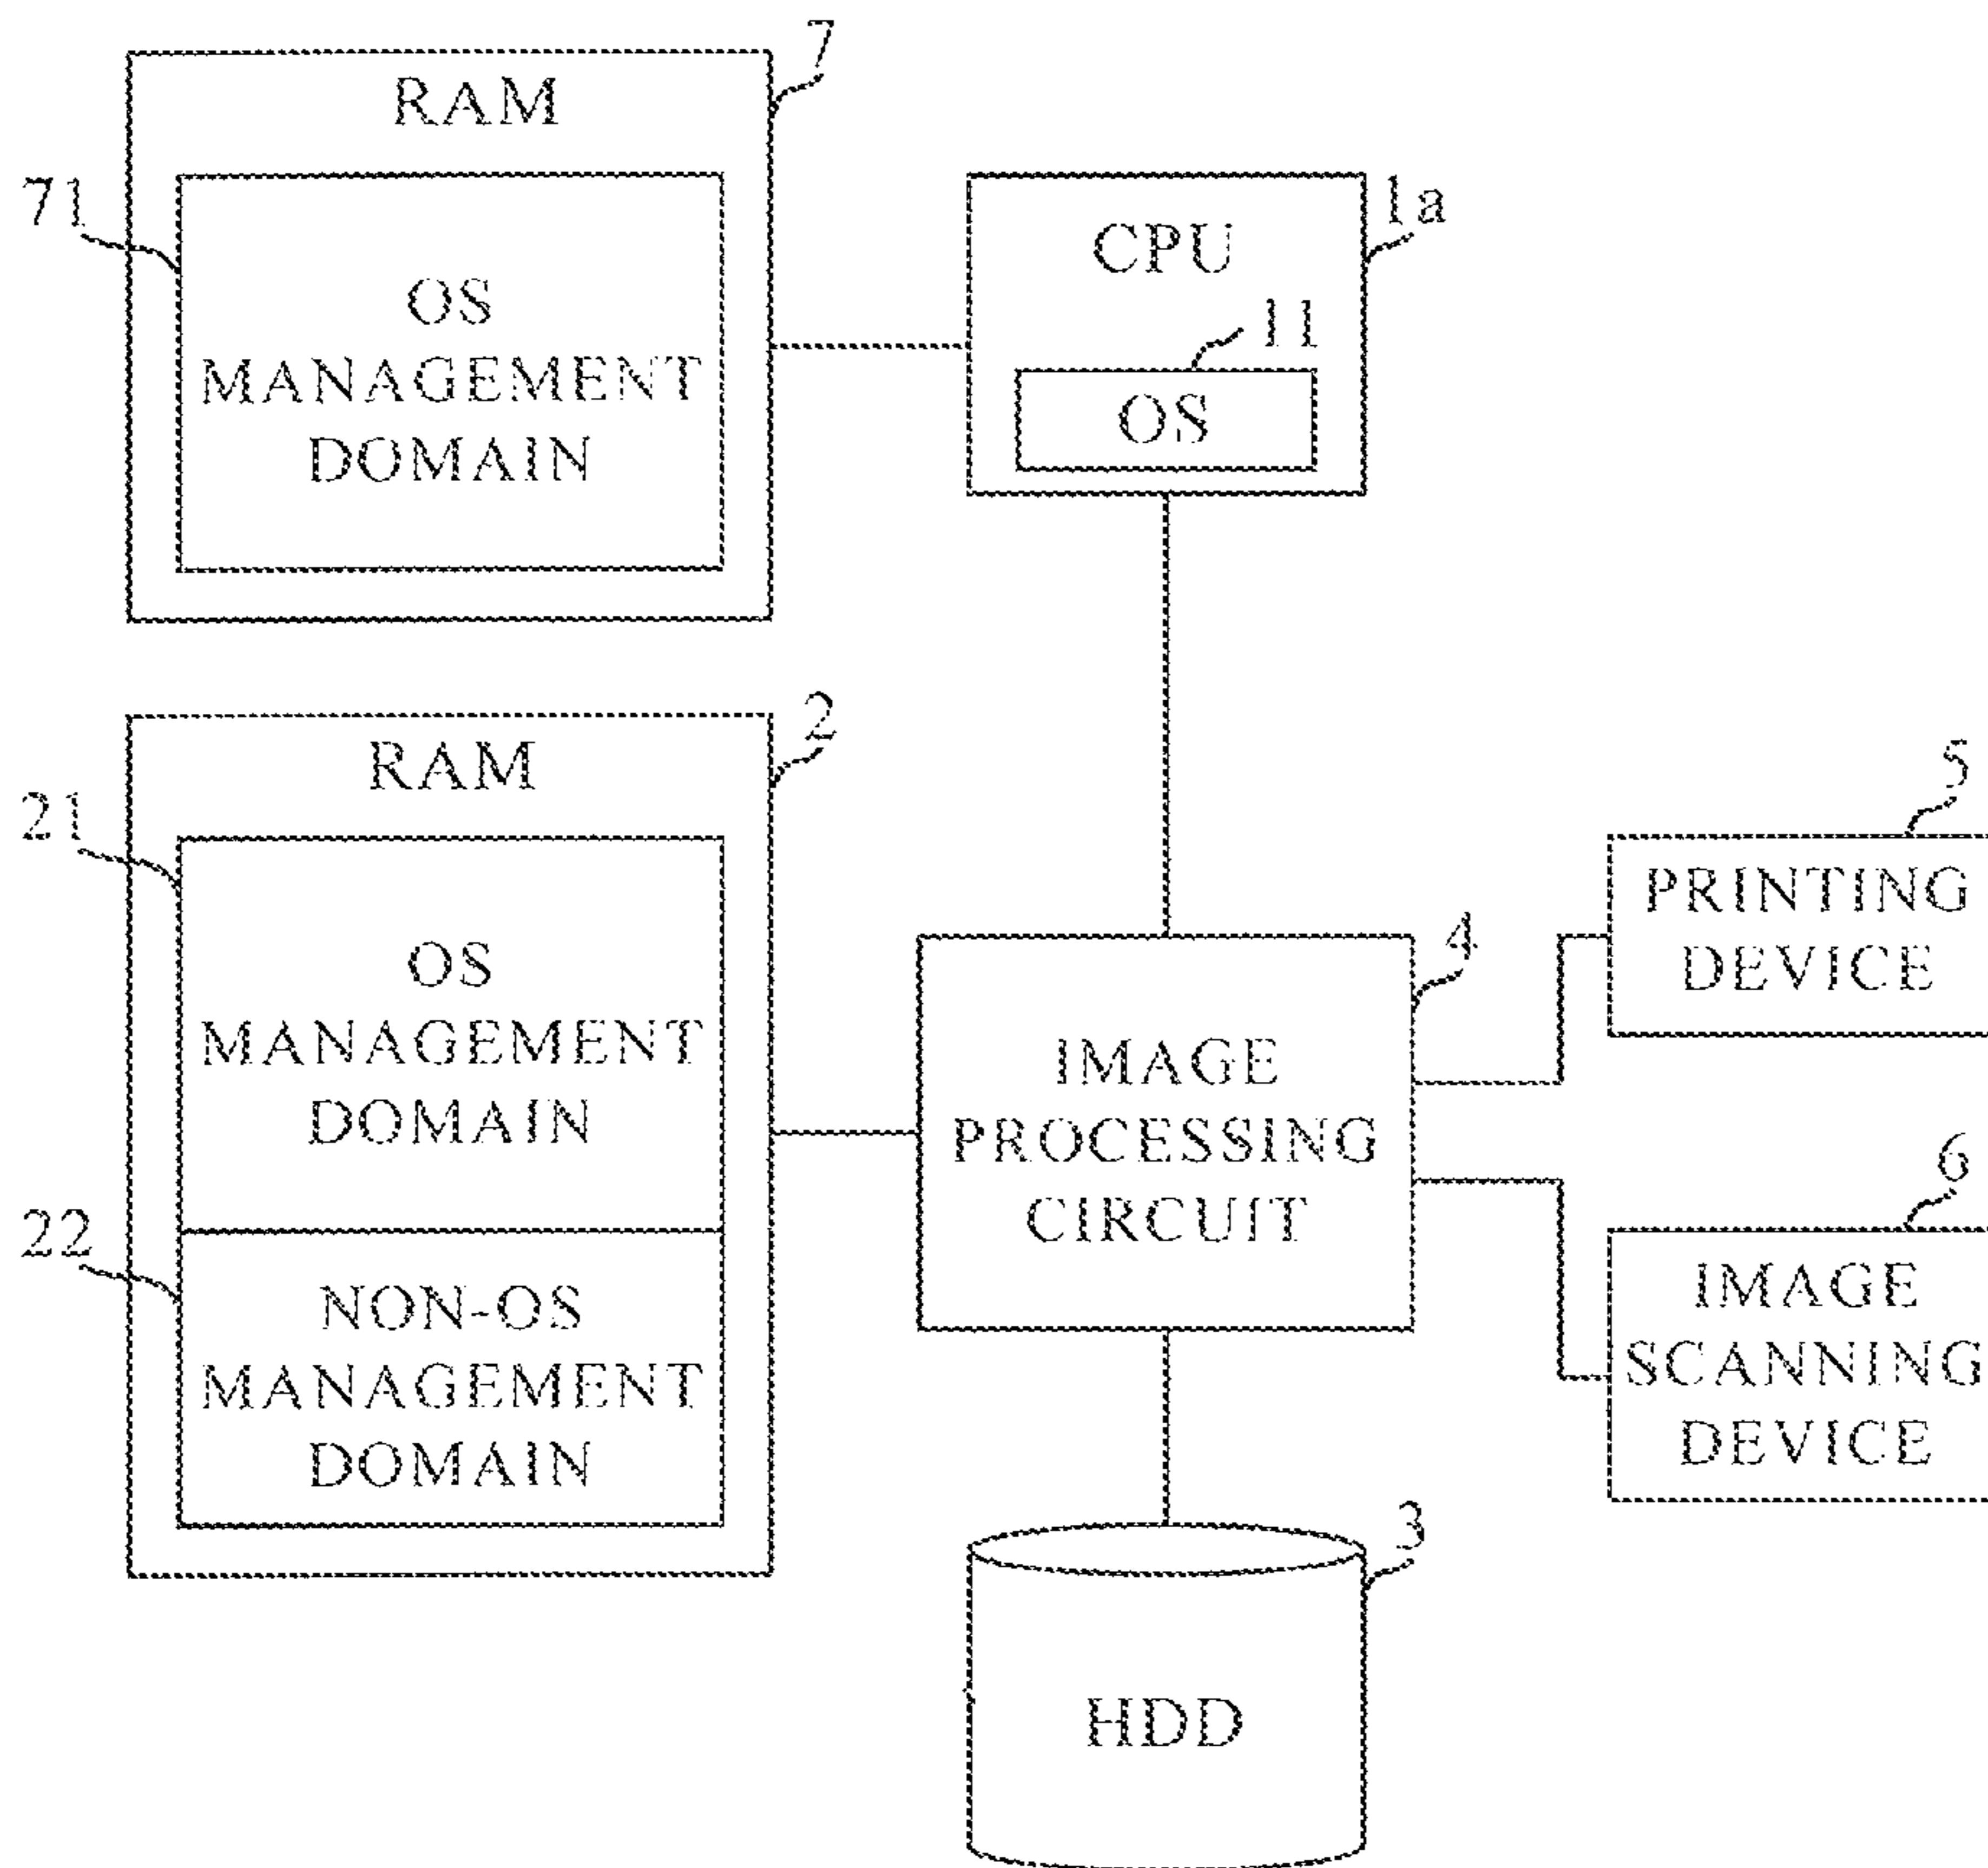 7
RAM
71
OS
MANAGEMENT
DOMAIN
1a
CPU
11
OS
2
RAM
21
OS
MANAGEMENT
DOMAIN
22
NON-OS
MANAGEMENT
DOMAIN
4
IMAGE
PROCESSING
CIRCUIT
5
PRINTING
DEVICE
6
IMAGE
SCANNING
DEVICE
3
HDD